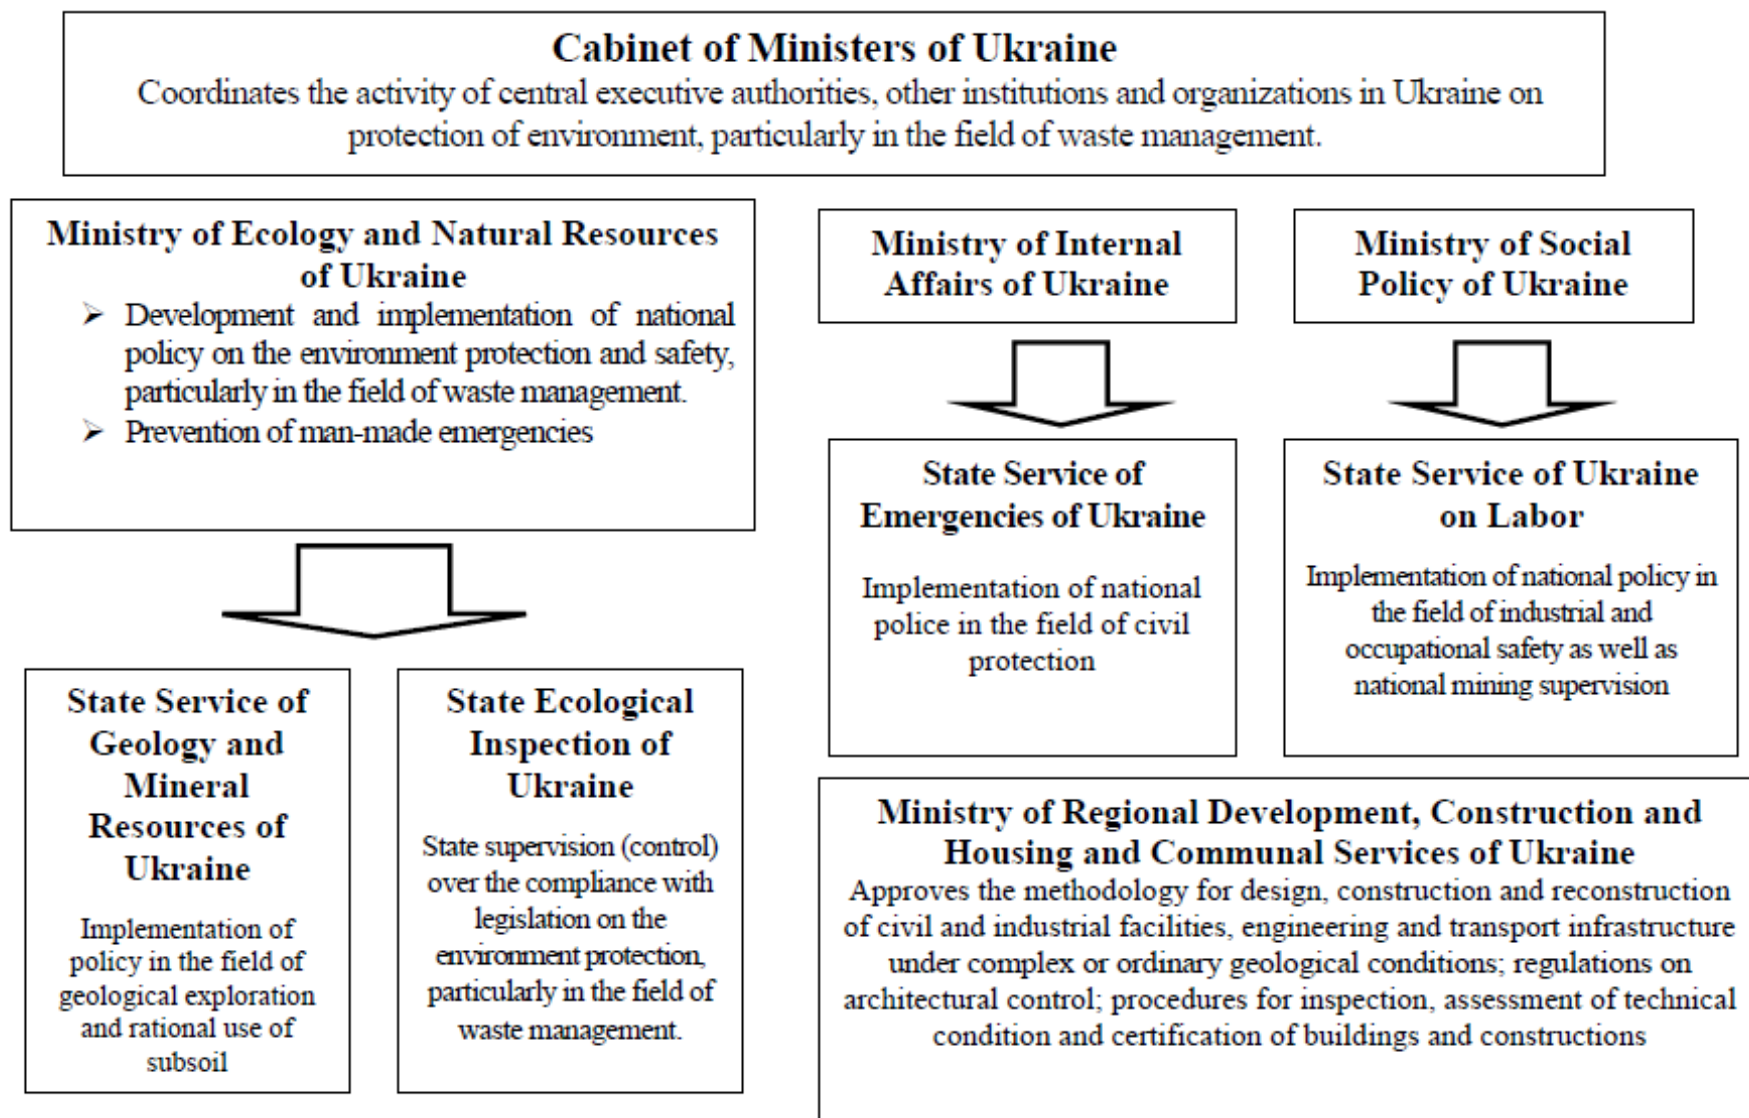 Cabinet of Ministers of Ukraine
Coordinates the activity of central executive authorities, other institutions and organizations in Ukraine on
protection of environment, particularly in the field of waste management.
Ministry of Ecology and Natural Resources
of Ukraine
➢ Development and implementation of national
policy on the environment protection and safety,
particularly in the field of waste management.
➢ Prevention of man-made emergencies
Ministry of Internal
Affairs of Ukraine
Ministry of Social
Policy of Ukraine
State Service of
Emergencies of Ukraine
Implementation of national
police in the field of civil
protection
State Service of Ukraine
on Labor
Implementation of national policy in
the field of industrial and
occupational safety as well as
national mining supervision
State Service of
Geology and
Mineral
Resources of
Ukraine
Implementation of
policy in the field of
geological exploration
and rational use of
subsoil
State Ecological
Inspection of
Ukraine
State supervision (control)
over the compliance with
legislation on the
environment protection,
particularly in the field of
waste management.
Ministry of Regional Development, Construction and
Housing and Communal Services of Ukraine
Approves the methodology for design, construction and reconstruction
of civil and industrial facilities, engineering and transport infrastructure
under complex or ordinary geological conditions; regulations on
architectural control; procedures for inspection, assessment of technical
condition and certification of buildings and constructions